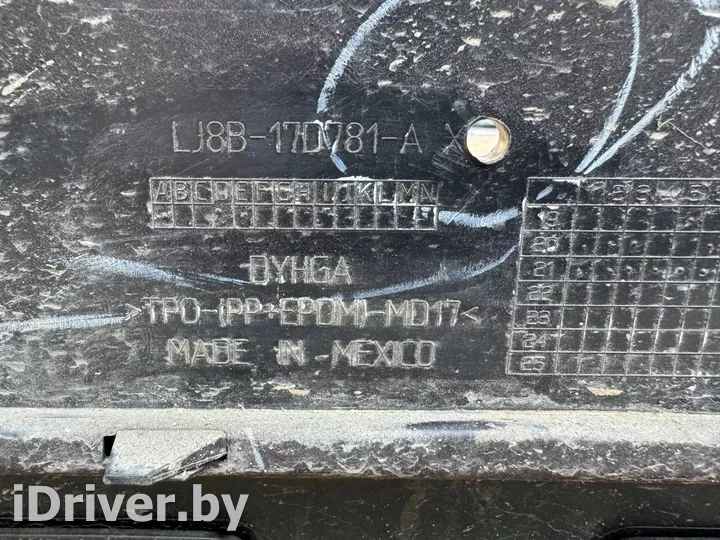 LJ8B-17D781-A X
ABCDEFGHIJKLMN
DYHGA
>TPO-(PP+EPDM)-MD17<
MADE IN MEXICO
19
20
21
22
23
24
25
iDriver.by